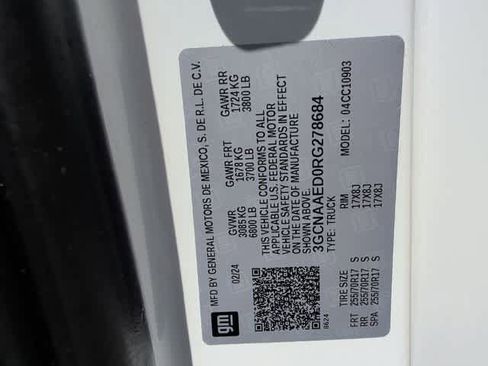 MFD BY GENERAL MOTORS DE MEXICO, S. DE R.L. DE C.V.
02/24 GVWR GAWR FRT GAWR RR
3085 KG 1678 KG 1724 KG
6800 LB 3700 LB 3800 LB
THIS VEHICLE CONFORMS TO ALL
APPLICABLE U.S. FEDERAL MOTOR
VEHICLE SAFETY STANDARDS IN EFFECT
ON THE DATE OF MANUFACTURE
SHOWN ABOVE.
3GCNAAED0RG278684
TYPE: TRUCK MODEL: 04CC10903
TIRE SIZE RIM
FRT 255/70R17 S 17X8J
RR 255/70R17 S 17X8J
SPA 255/70R17 S 17X8J
gm
8624